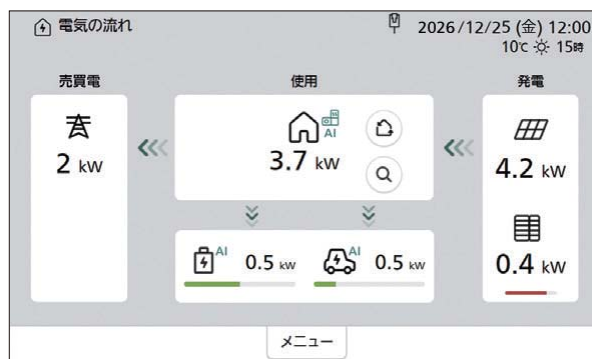 電気の流れ
2026/12/25 (金) 12:00
10℃ 15時
売買電
使用
発電
2 kW
AI
3.7 kW
4.2 kW
0.4 kW
AI
0.5 kW
AI
0.5 kW
メニュー